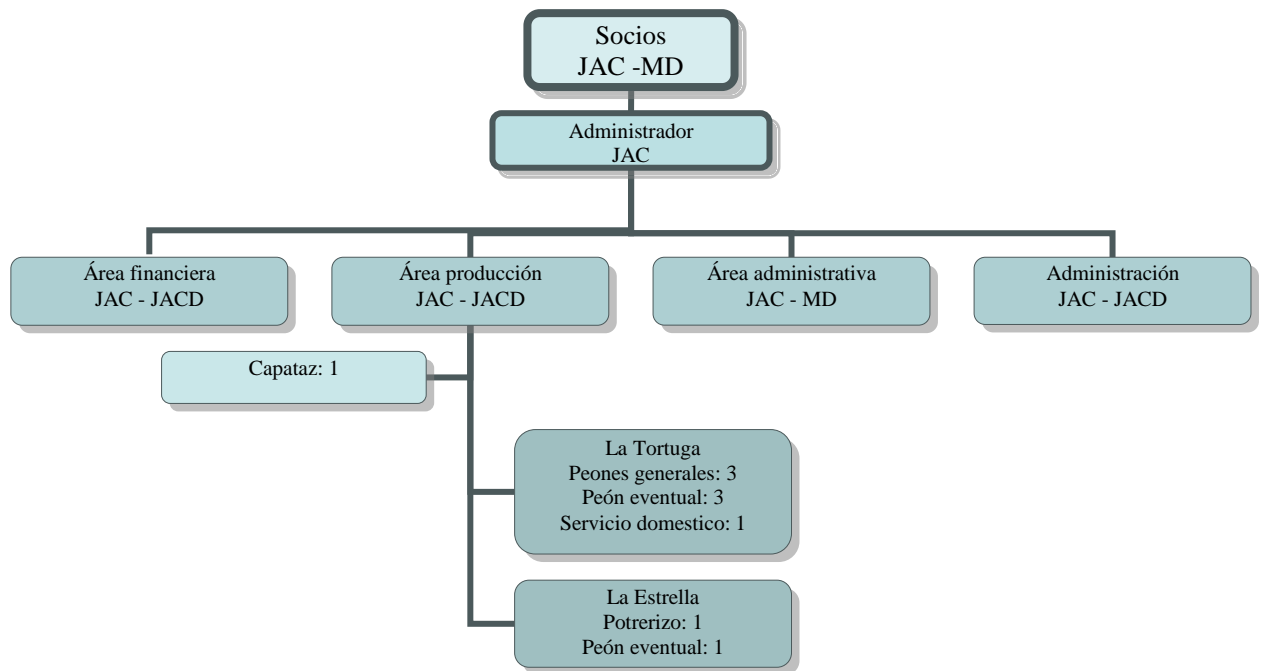 Socios
JAC -MD
Administrador
JAC
Área financiera
JAC - JACD
Área producción
JAC - JACD
Área administrativa
JAC - MD
Administración
JAC - JACD
Capataz: 1
La Tortuga
Peones generales: 3
Peón eventual: 3
Servicio domestico: 1
La Estrella
Potrerizo: 1
Peón eventual: 1